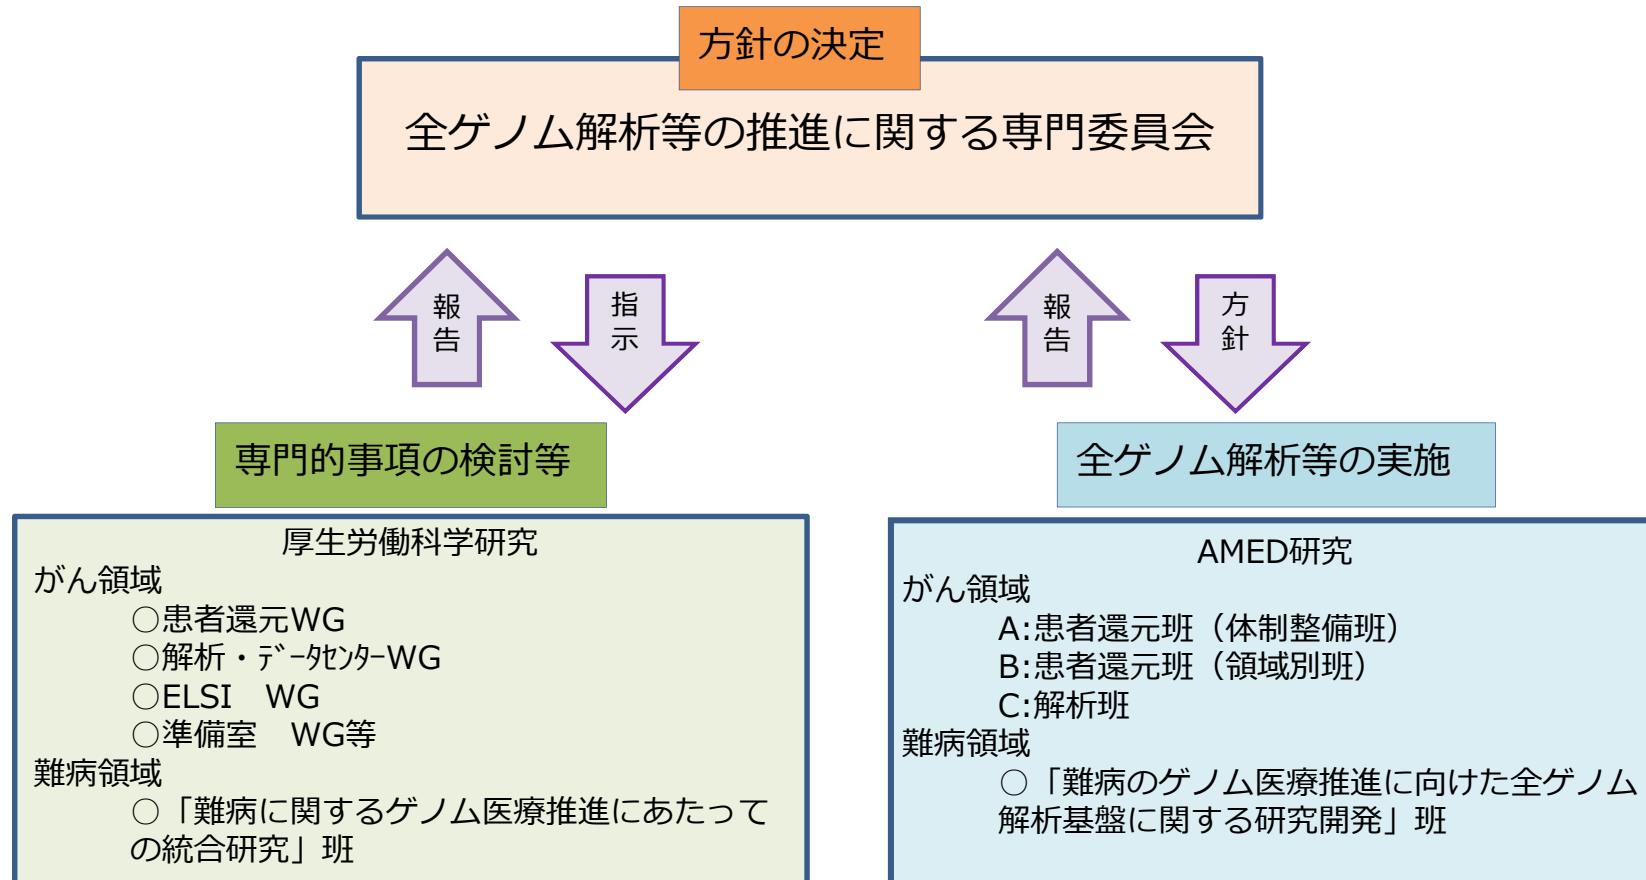 方針の決定
全ゲノム解析等の推進に関する専門委員会
報告
指示
報告
方針
専門的事項の検討等
厚生労働科学研究
がん領域
○患者還元WG
○解析・ﾃﾞｰﾀｾﾝﾀｰWG
○ELSI　WG
○準備室　WG等
難病領域
○「難病に関するゲノム医療推進にあたって
の統合研究」班
全ゲノム解析等の実施
AMED研究
がん領域
A:患者還元班（体制整備班）
B:患者還元班（領域別班）
C:解析班
難病領域
○「難病のゲノム医療推進に向けた全ゲノム
解析基盤に関する研究開発」班